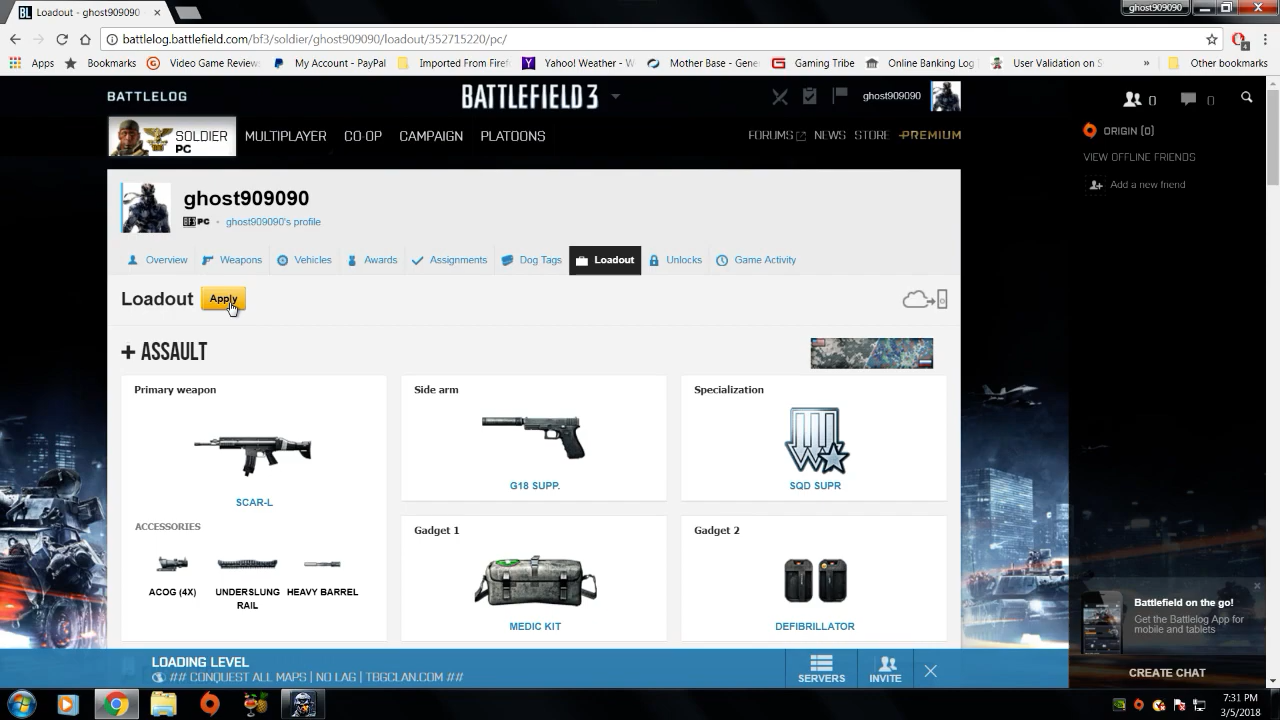 BL Loadout - ghost909090 ×
ghost909090
battlelog.battlefield.com/bf3/soldier/ghost909090/loadout/352715220/pc/
Apps Bookmarks Video Game Review My Account - PayPal Imported From Firef Yahoo! Weather - W Mother Base - Gene Gaming Tribe Online Banking Log User Validation on S » Other bookmarks
BATTLELOG BATTLEFIELD 3 ghost909090 0 0
ORIGIN (0)
SOLDIER
PC
MULTIPLAYER CO OP CAMPAIGN PLATOONS FORUMS NEWS STORE PREMIUM
VIEW OFFLINE FRIENDS
Add a new friend
ghost909090
PC • ghost909090's profile
Overview Weapons Vehicles Awards Assignments Dog Tags Loadout Unlocks Game Activity
Loadout Apply
+ ASSAULT
Primary weapon Side arm Specialization
G18 SUPP. SQD SUPR
SCAR-L
ACCESSORIES Gadget 1 Gadget 2
ACOG (4X) UNDERSLUNG RAIL HEAVY BARREL
MEDIC KIT DEFIBRILLATOR
Battlefield on the go!
Get the Battlelog App for
mobile and tablets
LOADING LEVEL
## CONQUEST ALL MAPS | NO LAG | TBGCLAN.COM ##
SERVERS INVITE
CREATE CHAT
7:31 PM
3/5/2018